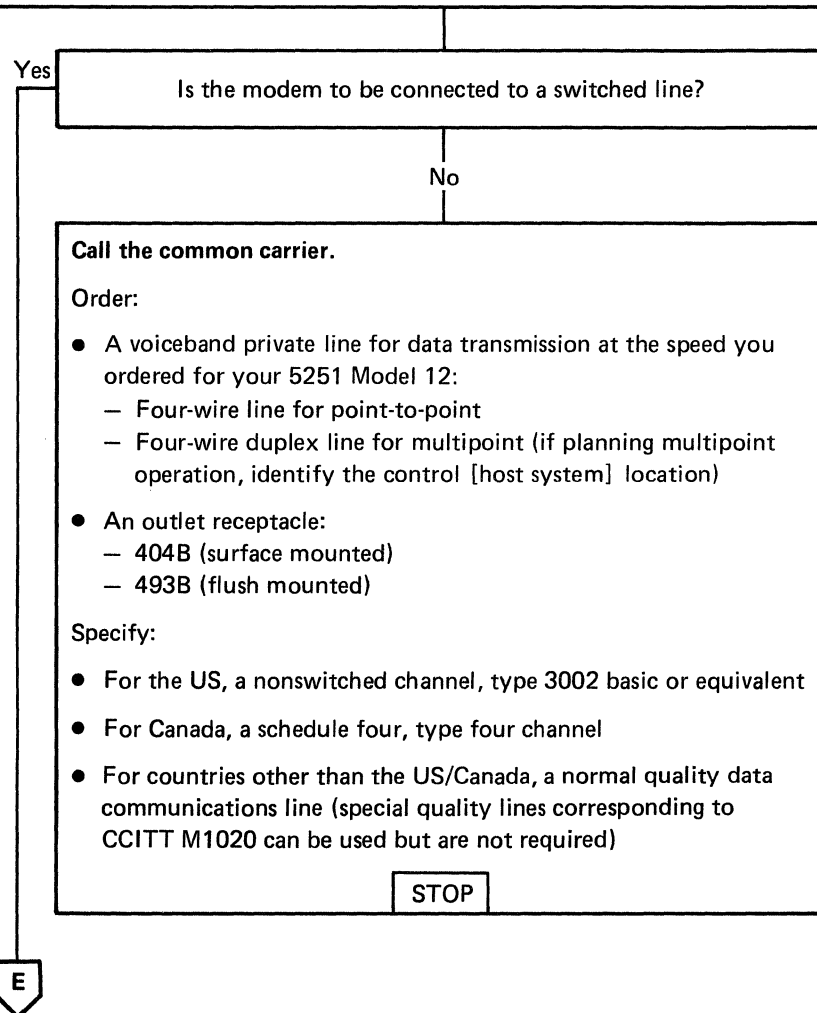 Yes
Is the modem to be connected to a switched line?
No
Call the common carrier.
Order:
● A voiceband private line for data transmission at the speed you
ordered for your 5251 Model 12:
— Four-wire line for point-to-point
— Four-wire duplex line for multipoint (if planning multipoint
operation, identify the control [host system] location)
● An outlet receptacle:
— 404B (surface mounted)
— 493B (flush mounted)
Specify:
● For the US, a nonswitched channel, type 3002 basic or equivalent
● For Canada, a schedule four, type four channel
● For countries other than the US/Canada, a normal quality data
communications line (special quality lines corresponding to
CCITT M1020 can be used but are not required)
STOP
E